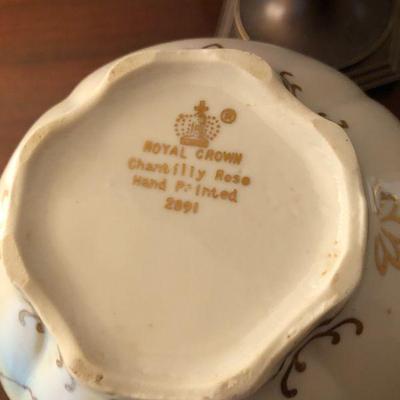 ®
ROYAL CROWN
Chantilly Rose
Hand Painted
2891